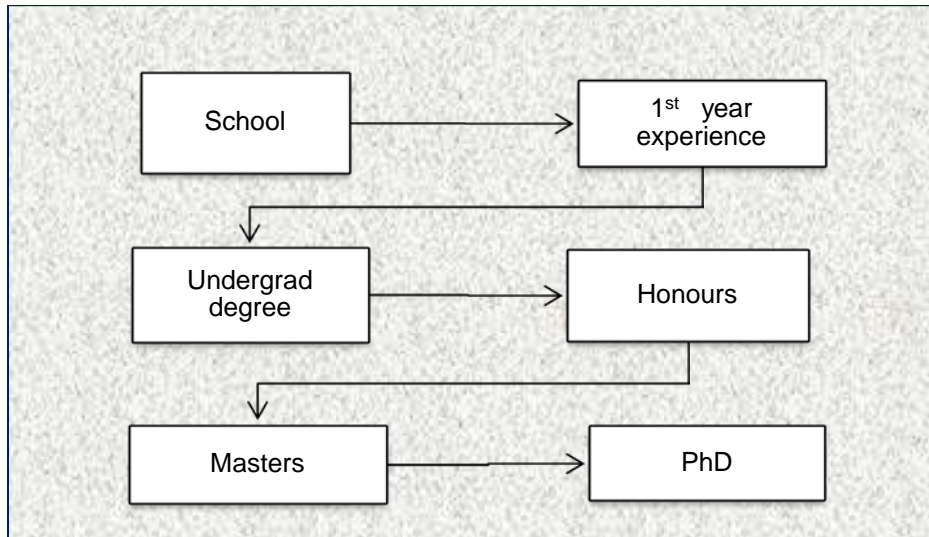 School
1st year
experience
Undergrad
degree
Honours
Masters
PhD